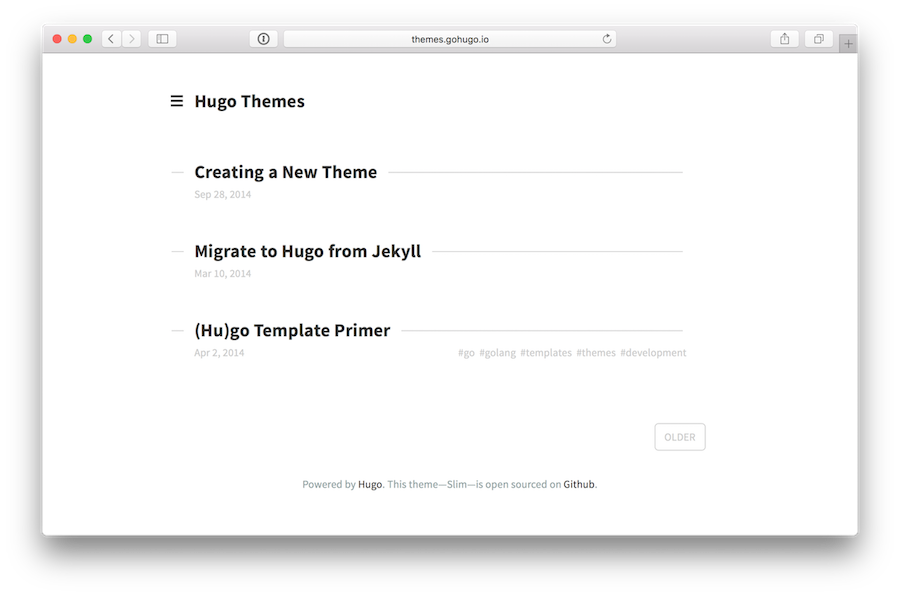 themes.gohugo.io
Hugo Themes
Creating a New Theme
Sep 28, 2014
Migrate to Hugo from Jekyll
Mar 10, 2014
(Hu)go Template Primer
Apr 2, 2014 #go #golang #templates #themes #development
OLDER
Powered by Hugo. This theme—Slim—is open sourced on Github.